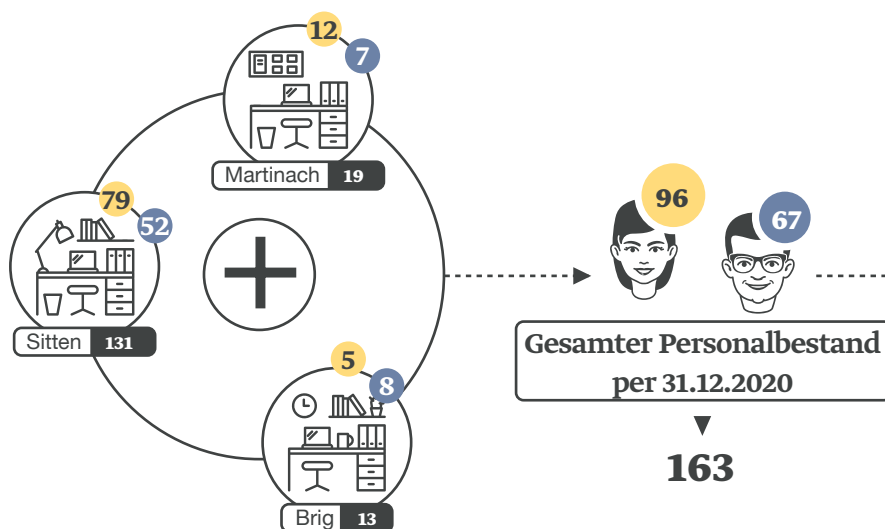 12
7
Martinach 19
79
52
Sitten 131
5
8
Brig 13
96
67
Gesamter Personalbestand
per 31.12.2020
163